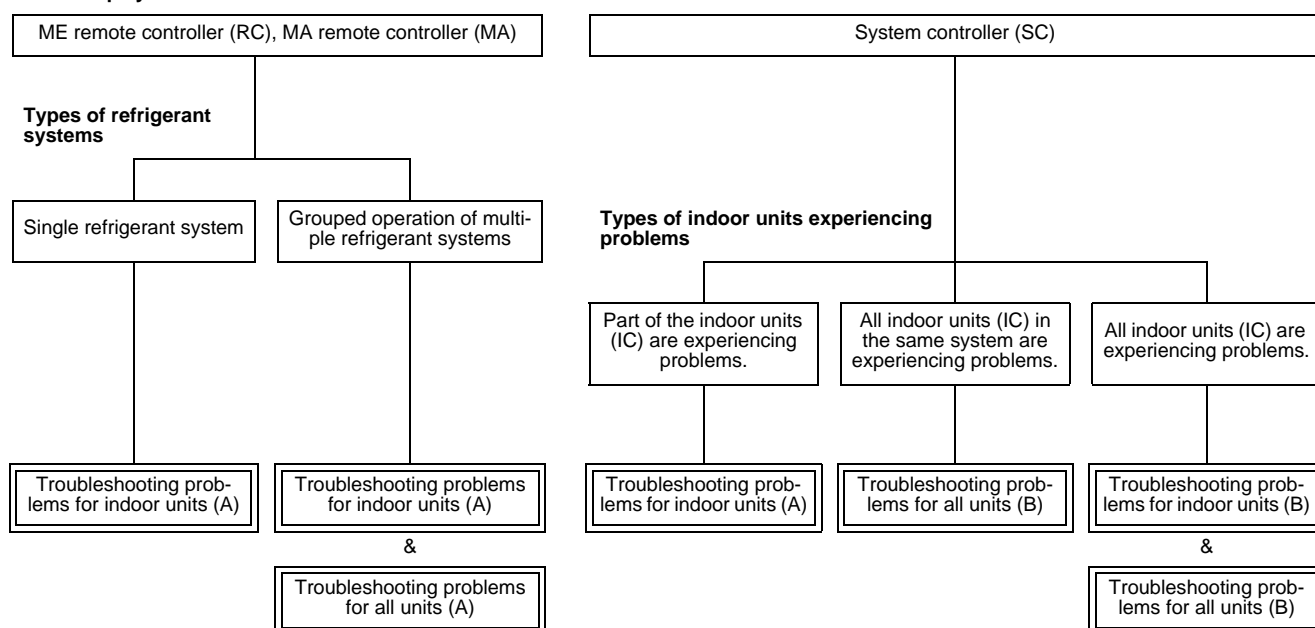 ME remote controller (RC), MA remote controller (MA)
System controller (SC)
Types of refrigerant
systems
Single refrigerant system
Grouped operation of multi-
ple refrigerant systems
Types of indoor units experiencing
problems
Part of the indoor units
(IC) are experiencing
problems.
All indoor units (IC) in
the same system are
experiencing problems.
All indoor units (IC) are
experiencing problems.
Troubleshooting prob-
lems for indoor units (A)
Troubleshooting problems
for indoor units (A)
&
Troubleshooting problems
for all units (A)
Troubleshooting prob-
lems for indoor units (A)
Troubleshooting prob-
lems for all units (B)
Troubleshooting prob-
lems for indoor units (B)
&
Troubleshooting prob-
lems for all units (B)